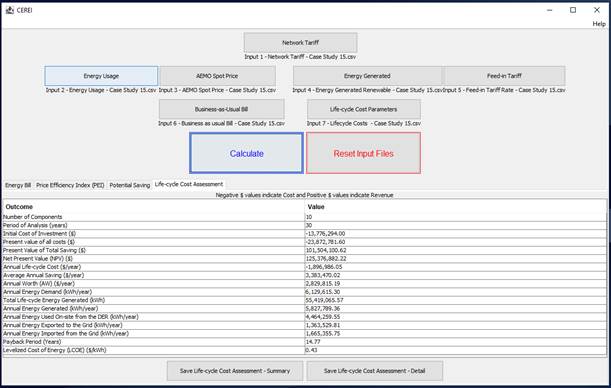 CEREI
Help
Network Tariff
Input 1 - Network Tariff - Case Study 15.csv
Energy Usage AEMO Spot Price Energy Generated Feed-in Tariff
Input 2 - Energy Usage - Case Study 15.csv Input 3 - AEMO Spot Price - Case Study 15.csv Input 4 - Energy Generated Renewable - Case Study 15.csv Input 5 - Feed-in Tariff Rate - Case Study 15.csv
Business-as-Usual Bill Life-cycle Cost Parameters
Input 6 - Business as usual Bill - Case Study 15.csv Input 7 - Lifecycle Costs - Case Study 15.csv
Calculate Reset Input Files
Energy Bill Price Efficiency Index (PEI) Potential Saving Life-cycle Cost Assessment
Negative $ values indicate Cost and Positive $ values indicate Revenue
Outcome Value
Number of Components 10
Period of Analysis (years) 30
Initial Cost of Investment ($) -13,776,294.00
Present value of all costs ($) -23,872,781.60
Present Value of Total Saving ($) 101,504,100.62
Net Present Value (NPV) ($) 125,376,882.22
Annual Life-cycle Cost ($/year) -1,896,986.05
Average Annual Saving ($/year) 3,383,470.02
Annual Worth (AW) ($/year) 2,829,815.19
Annual Energy Demand (kWh/year) 6,129,615.30
Total Life-cycle Energy Generated (kWh) 55,419,065.57
Annual Energy Generated (kWh/year) 5,827,789.36
Annual Energy Used On-site from the DER (kWh/year) 4,464,259.55
Annual Energy Exported to the Grid (kWh/year) 1,363,529.81
Annual Energy Imported from the Grid (kWh/year) 1,665,355.75
Payback Period (Years) 14.77
Levelized Cost of Energy (LCOE) ($/kWh) 0.43
Save Life-cycle Cost Assessment - Summary Save Life-cycle Cost Assessment - Detail